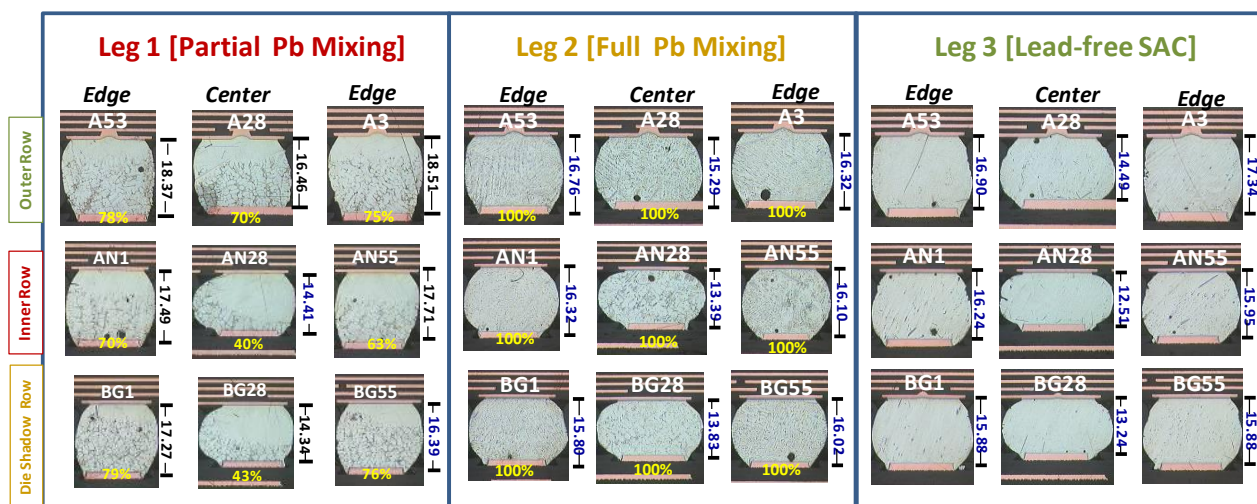 Leg 1 [Partial Pb Mixing]
Leg 2 [Full Pb Mixing]
Leg 3 [Lead-free SAC]
Edge Center Edge
Edge Center Edge
Edge Center Edge
Outer Row
A53 A28 A3
18.37 16.46 18.51
78% 70% 75%
A53 A28 A3
16.76 15.29 16.32
100% 100% 100%
A53 A28 A3
16.90 14.49 17.34
Inner Row
AN1 AN28 AN55
17.49 14.41 17.71
70% 40% 63%
AN1 AN28 AN55
16.32 13.39 16.10
100% 100% 100%
AN1 AN28 AN55
16.24 12.51 15.95
Die Shadow Row
BG1 BG28 BG55
17.27 14.34 16.39
79% 43% 76%
BG1 BG28 BG55
15.80 13.83 16.02
100% 100% 100%
BG1 BG28 BG55
15.88 13.24 15.88